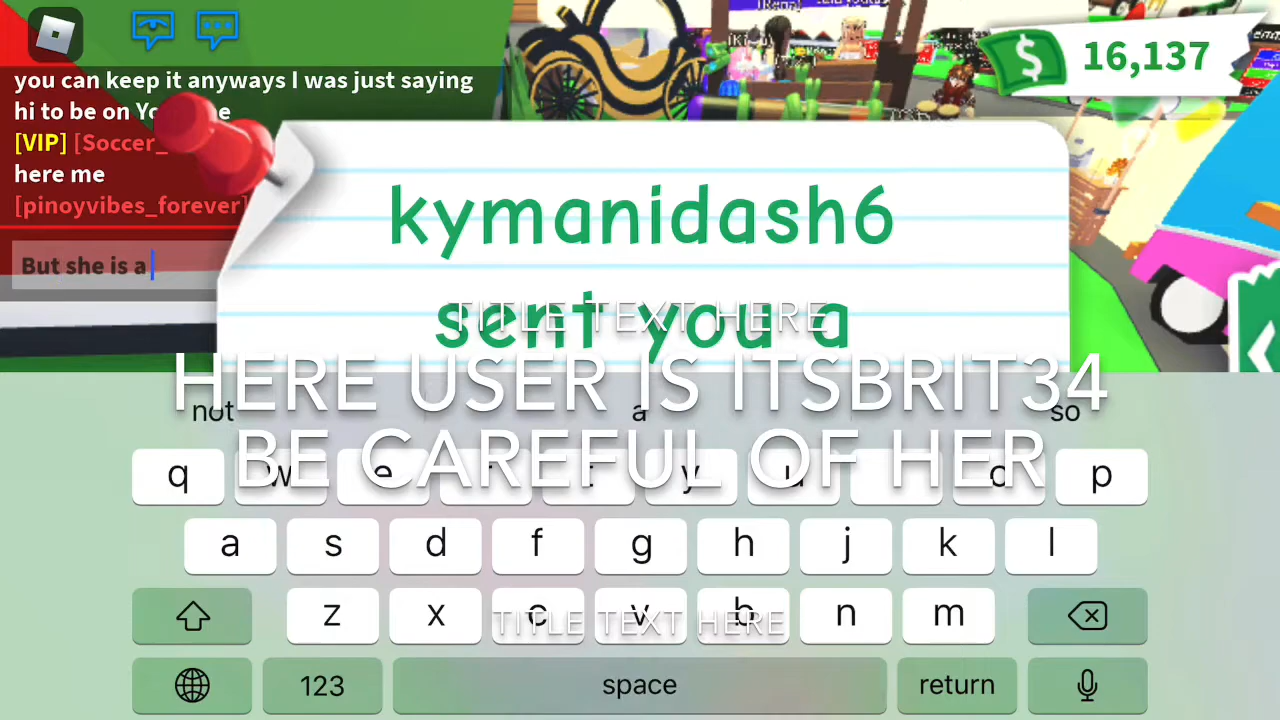 you can keep it anyways I was just saying
hi to be on
[VIP] [Soccer_
here me
[pinoyvibes_forever]
But she is a
16,137
kymanidash6
sent you a
TITLE TEXT HERE
HERE USER IS ITSBRIT34
BE CAREFUL OF HER
not a so
q w e r t y u o p
a s d f g h j k l
z x c v b n m
TITLE TEXT HERE
123 space return